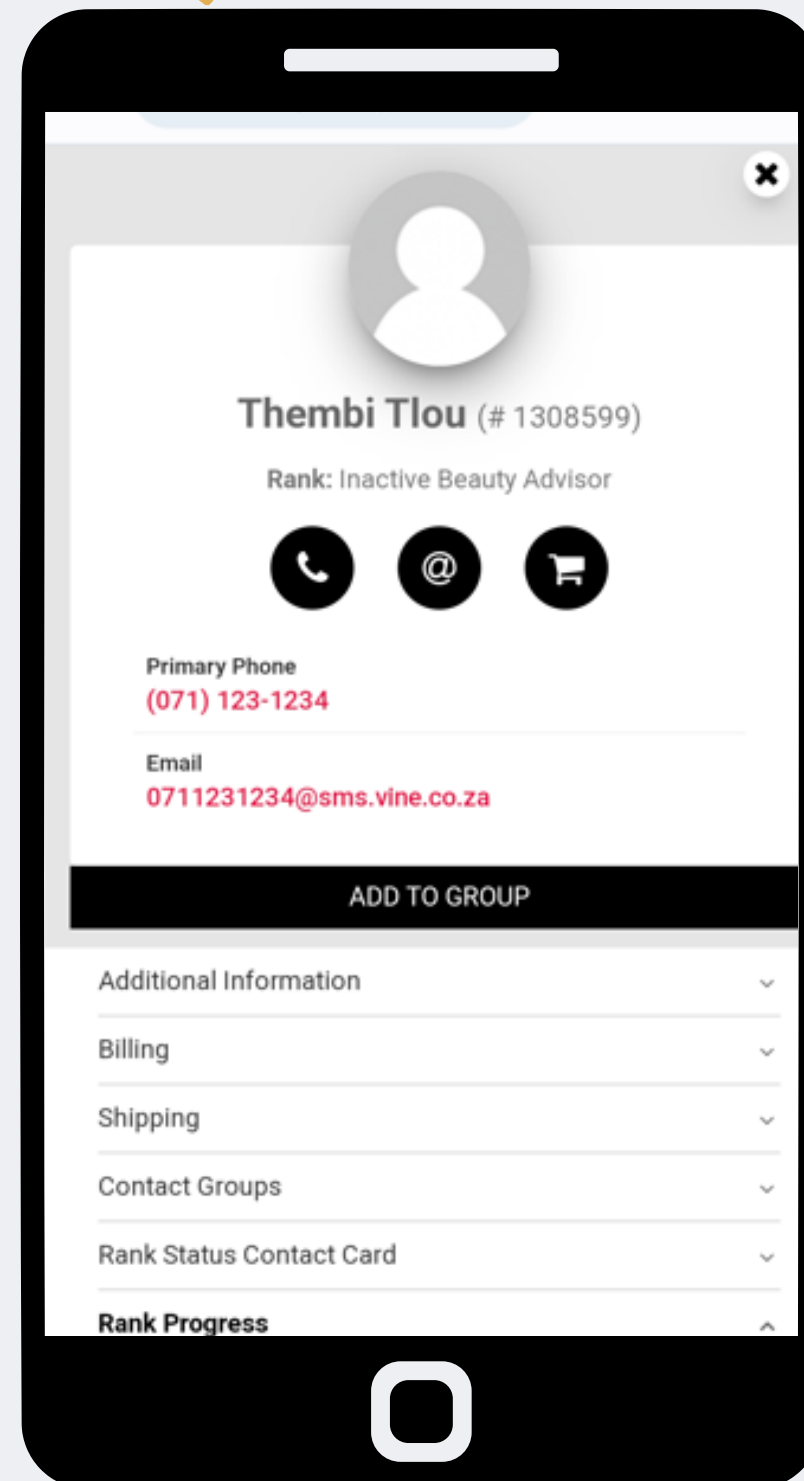 Thembi Tlou (# 1308599)
Rank: Inactive Beauty Advisor
Primary Phone
(071) 123-1234
Email
0711231234@sms.vine.co.za
ADD TO GROUP
Additional Information
Billing
Shipping
Contact Groups
Rank Status Contact Card
Rank Progress